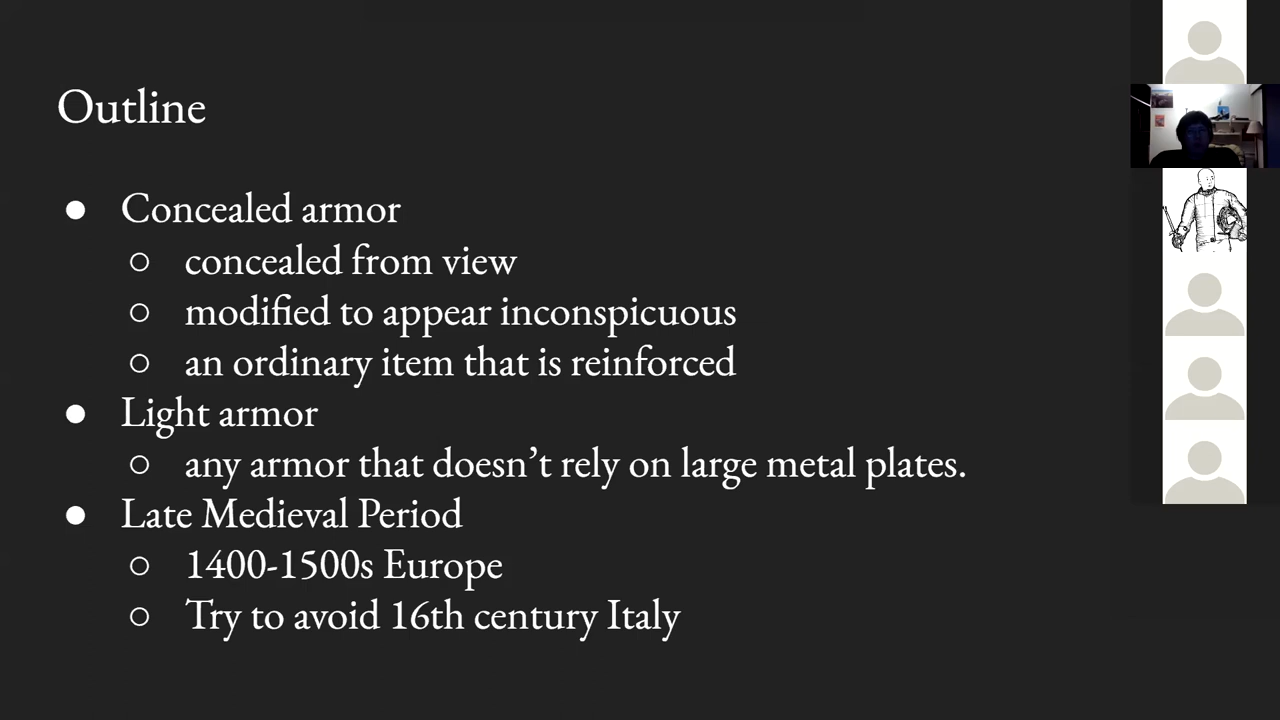 Outline
● Concealed armor
○ concealed from view
○ modified to appear inconspicuous
○ an ordinary item that is reinforced
● Light armor
○ any armor that doesn’t rely on large metal plates.
● Late Medieval Period
○ 1400-1500s Europe
○ Try to avoid 16th century Italy